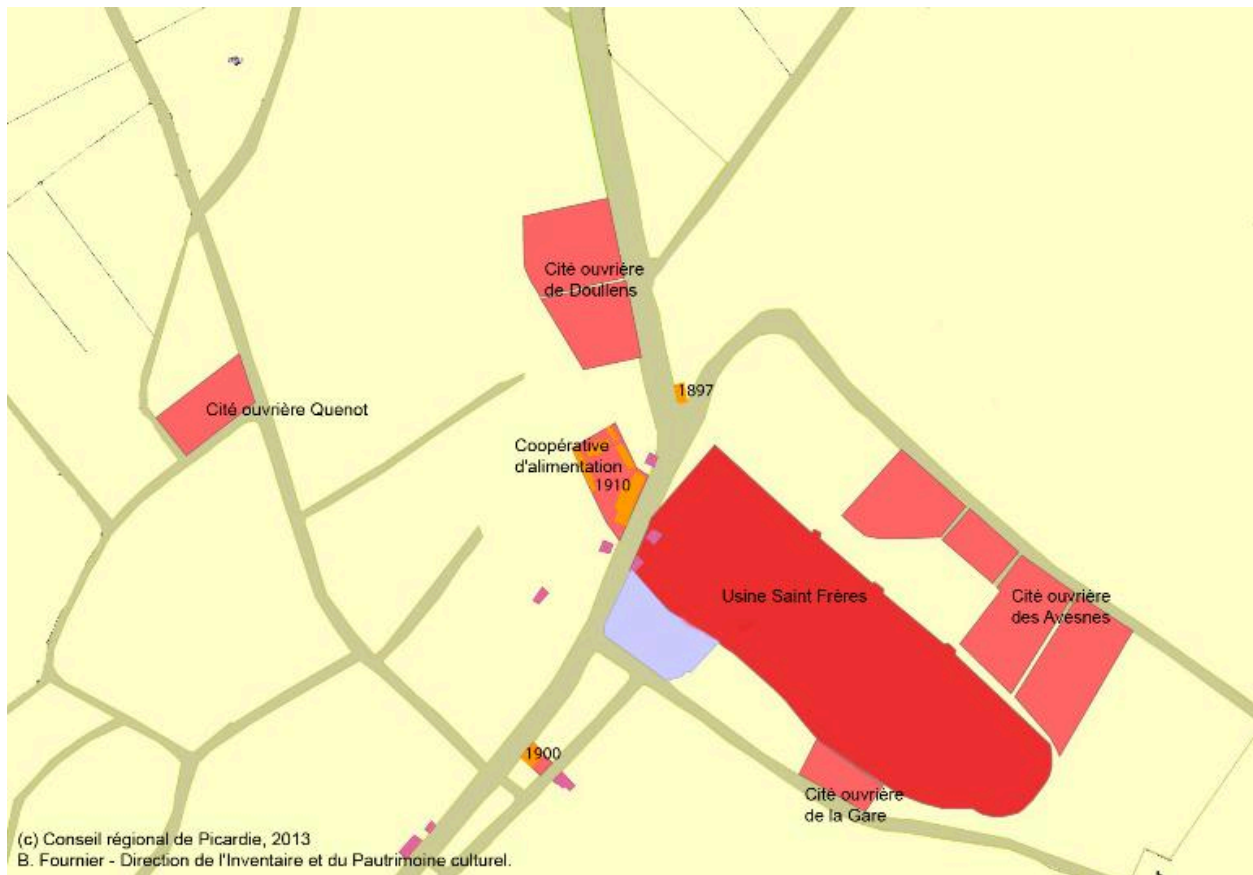 Cité ouvrière
de Doullens
1897
Cité ouvrière Quenot
Coopérative
d'alimentation
1910
Usine Saint Frères
Cité ouvrière
des Avesnes
1900
Cité ouvrière
de la Gare
(c) Conseil régional de Picardie, 2013
B. Fournier - Direction de l'Inventaire et du Pautrimoine culturel.